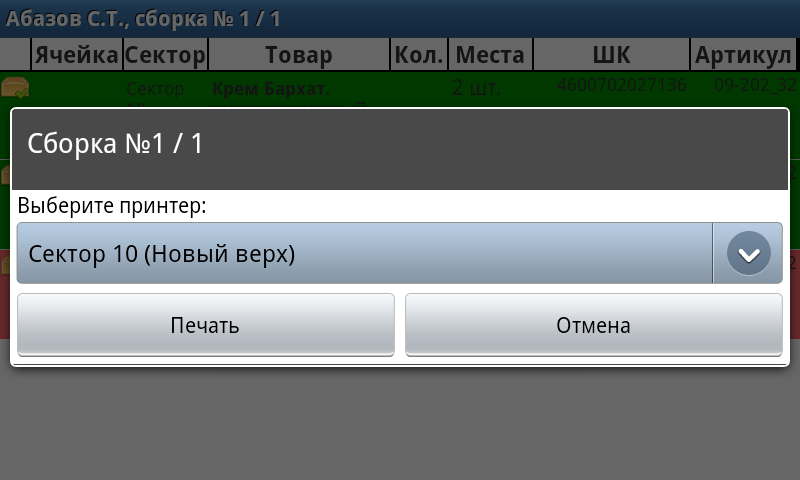 Абазов С.Т., сборка № 1 / 1
Ячейка Сектор Товар Кол. Места ШК Артикул
Сектор Крем Бархат. 2 шт. 4600702027136 09-202_32
Сборка №1 / 1
Выберите принтер:
Сектор 10 (Новый верх)
Печать Отмена